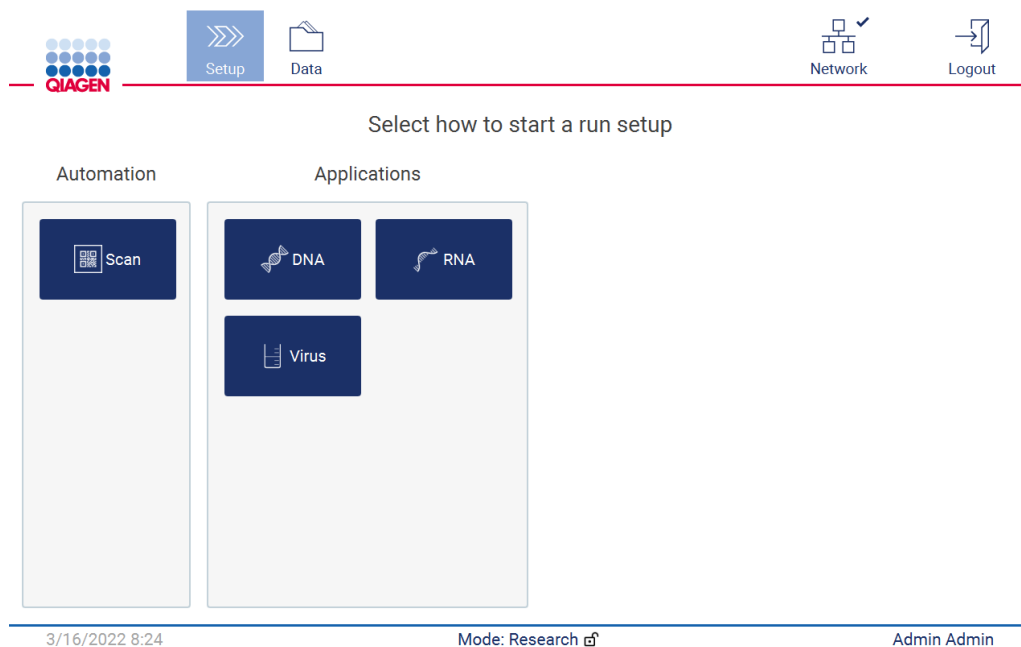 Setup Data Network Logout
QIAGEN
Select how to start a run setup
Automation Applications
Scan DNA RNA
Virus
3/16/2022 8:24 Mode: Research Admin Admin